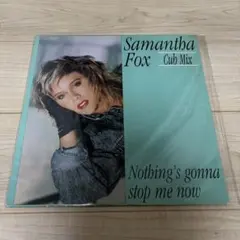 Samantha
Fox
Cub Mix
Nothing's gonna
stop me now